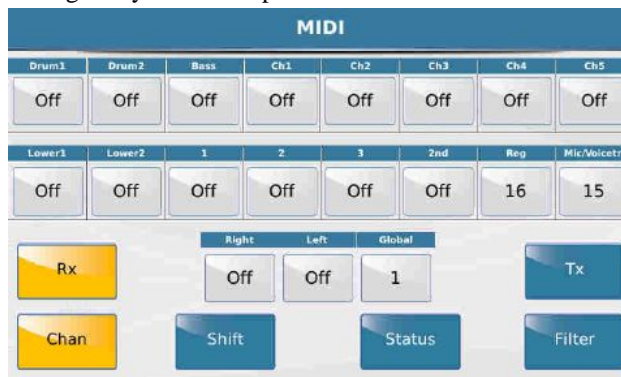 MIDI
Drum1 Drum2 Bass Ch1 Ch2 Ch3 Ch4 Ch5
Off Off Off Off Off Off Off Off
Lower1 Lower2 1 2 3 2nd Reg Mic/Voicetr
Off Off Off Off Off Off 16 15
Right Left Global
Rx Off Off 1 Tx
Chan Shift Status Filter